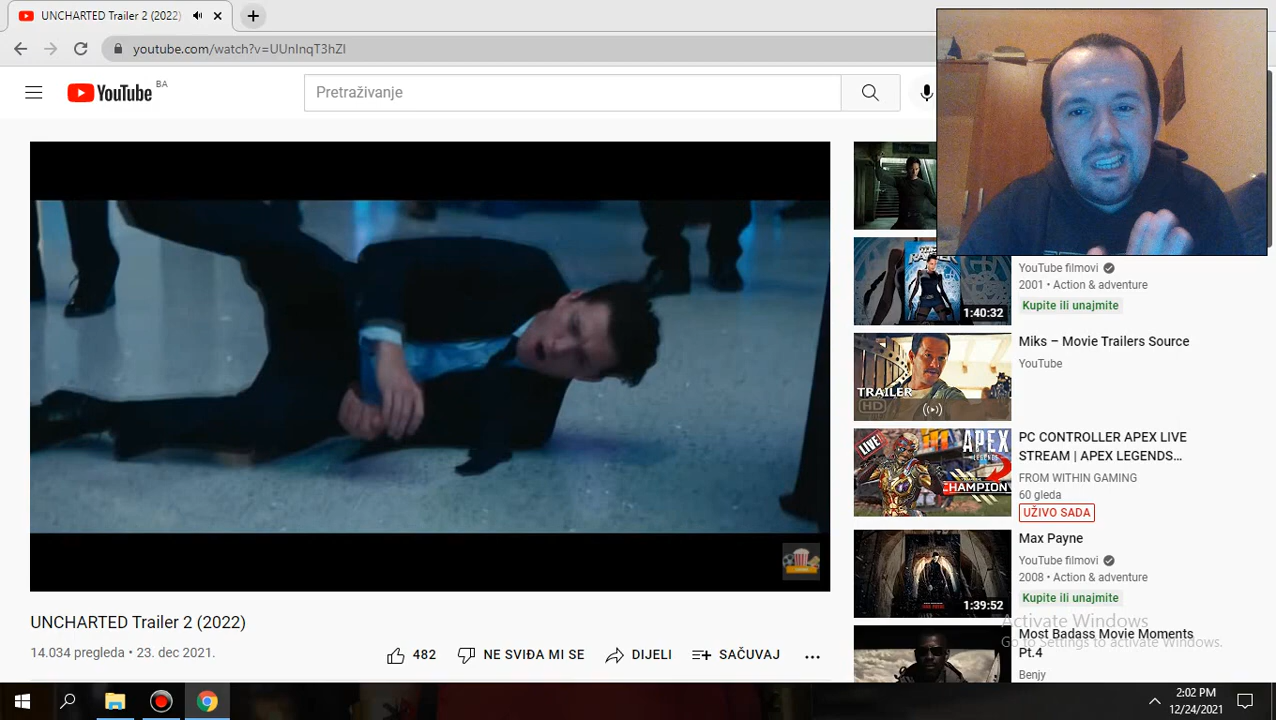 UNCHARTED Trailer 2 (2022)
youtube.com/watch?v=UUnInqT3hZI
YouTube BA
Pretraživanje
YouTube filmovi
2001 • Action & adventure
Kupite ili unajmite
1:40:32
Miks – Movie Trailers Source
YouTube
TRAILER
HD
PC CONTROLLER APEX LIVE
STREAM | APEX LEGENDS...
FROM WITHIN GAMING
60 gleda
UŽIVO SADA
LIVE
APEX
LEGENDS
CHAMPION
Max Payne
YouTube filmovi
2008 • Action & adventure
Kupite ili unajmite
1:39:52
Activate Windows
Go to Settings to activate Windows.
Most Badass Movie Moments
Pt.4
Benjy
UNCHARTED Trailer 2 (2022)
14.034 pregleda • 23. dec 2021.
482
NE SVIĐA MI SE
DIJELI
SAČUVAJ
2:02 PM
12/24/2021